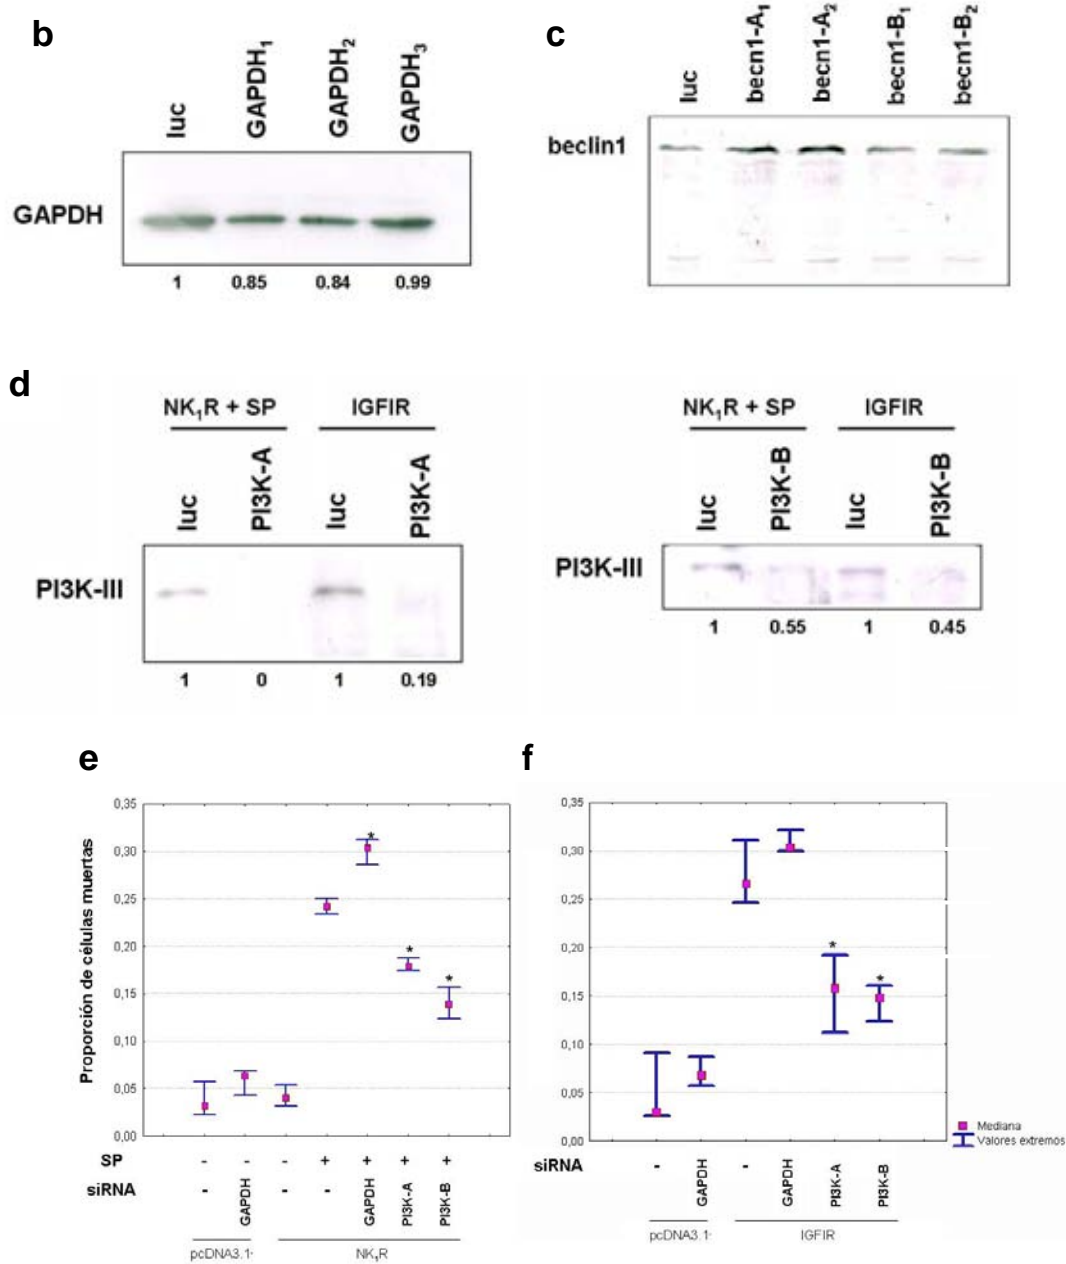 b
luc GAPDH1 GAPDH2 GAPDH3
GAPDH
1 0.85 0.84 0.99
c
luc becn1-A1 becn1-A2 becn1-B1 becn1-B2
beclin1
d
NK1R + SP IGFIR
luc PI3K-A luc PI3K-A
PI3K-III
1 0 1 0.19
NK1R + SP IGFIR
luc PI3K-B luc PI3K-B
PI3K-III
1 0.55 1 0.45
e
Proporción de células muertas
0,35
0,30
0,25
0,20
0,15
0,10
0,05
0,00
* * *
SP - - - + + + +
siRNA - GAPDH - - GAPDH PI3K-A PI3K-B
pcDNA3.1- NK1R
f
0,35
0,30
0,25
0,20
0,15
0,10
0,05
0,00
* *
Mediana
Valores extremos
siRNA - GAPDH - GAPDH PI3K-A PI3K-B
pcDNA3.1- IGFIR